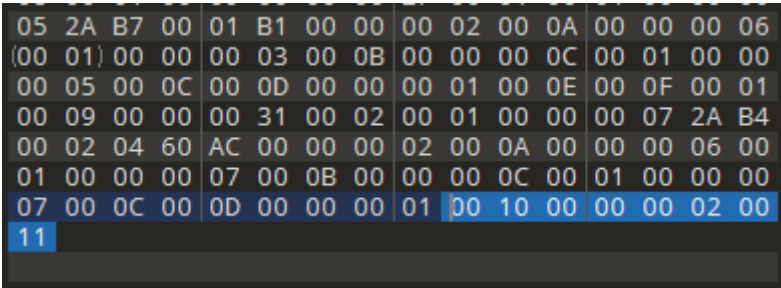 05 2A B7 00 01 B1 00 00 00 02 00 0A 00 00 00 06
(00 01) 00 00 00 03 00 0B 00 00 00 0C 00 01 00 00
00 05 00 0C 00 0D 00 00 00 01 00 0E 00 0F 00 01
00 09 00 00 00 31 00 02 00 01 00 00 00 07 2A B4
00 02 04 60 AC 00 00 00 02 00 0A 00 00 00 06 00
01 00 00 00 07 00 0B 00 00 00 0C 00 01 00 00 00
07 00 0C 00 0D 00 00 00 01 00 10 00 00 00 02 00
11